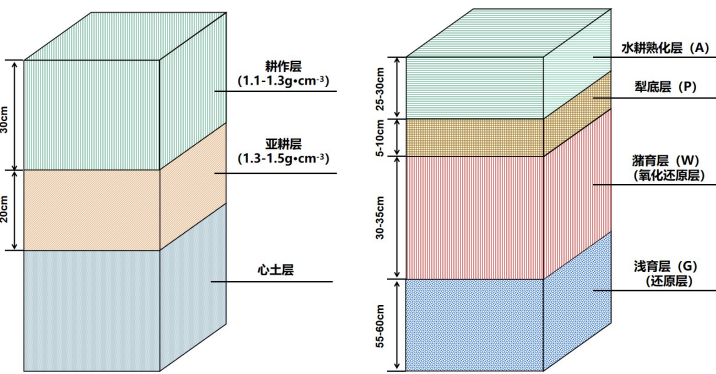 30cm
20cm
耕作层
(1.1-1.3g•cm-3)
亚耕层
(1.3-1.5g•cm-3)
心土层
25-30cm
5-10cm
30-35cm
55-60cm
水耕熟化层（A）
犁底层（P）
潴育层（W）
(氧化还原层)
浅育层（G）
(还原层)